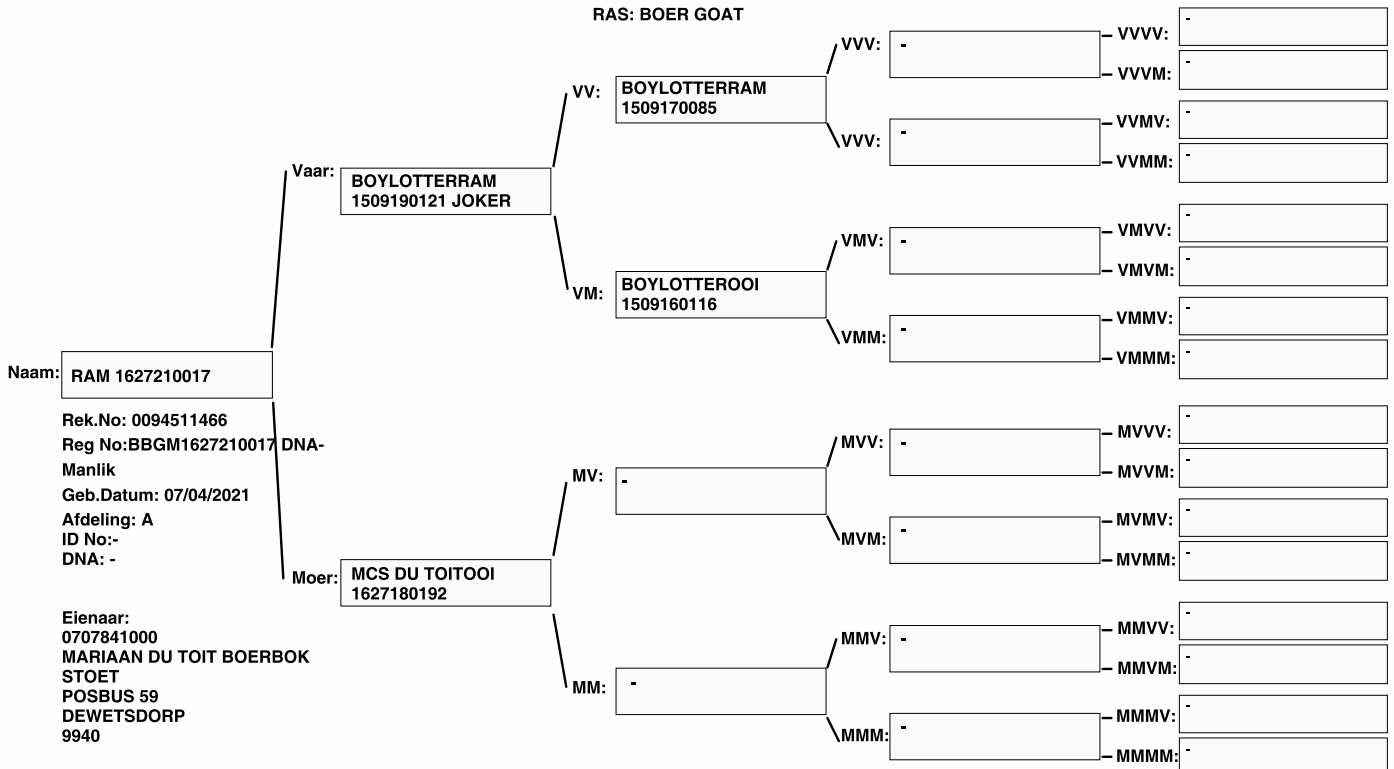 RAS: BOER GOAT
Naam: RAM 1627210017
Rek.No: 0094511466
Reg No:BBGM1627210017 DNA-
Manlik
Geb.Datum: 07/04/2021
Afdeling: A
ID No:-
DNA: -
Eienaar:
0707841000
MARIAAN DU TOIT BOERBOK
STOET
POSBUS 59
DEWETSDORP
9940
Vaar: BOYLOTTERRAM
1509190121 JOKER
Moer: MCS DU TOITOOI
1627180192
VV: BOYLOTTERRAM
1509170085
VM: BOYLOTTEROOI
1509160116
MV: -
MM: -
VVV: -
VVV: -
VMV: -
VMM: -
MVV: -
MVM: -
MMV: -
MMM: -
VVVV: -
VVVM: -
VVMV: -
VVMM: -
VMVV: -
VMVM: -
VMMV: -
VMMM: -
MVVV: -
MVVM: -
MVMV: -
MVMM: -
MMVV: -
MMVM: -
MMMV: -
MMMM: -